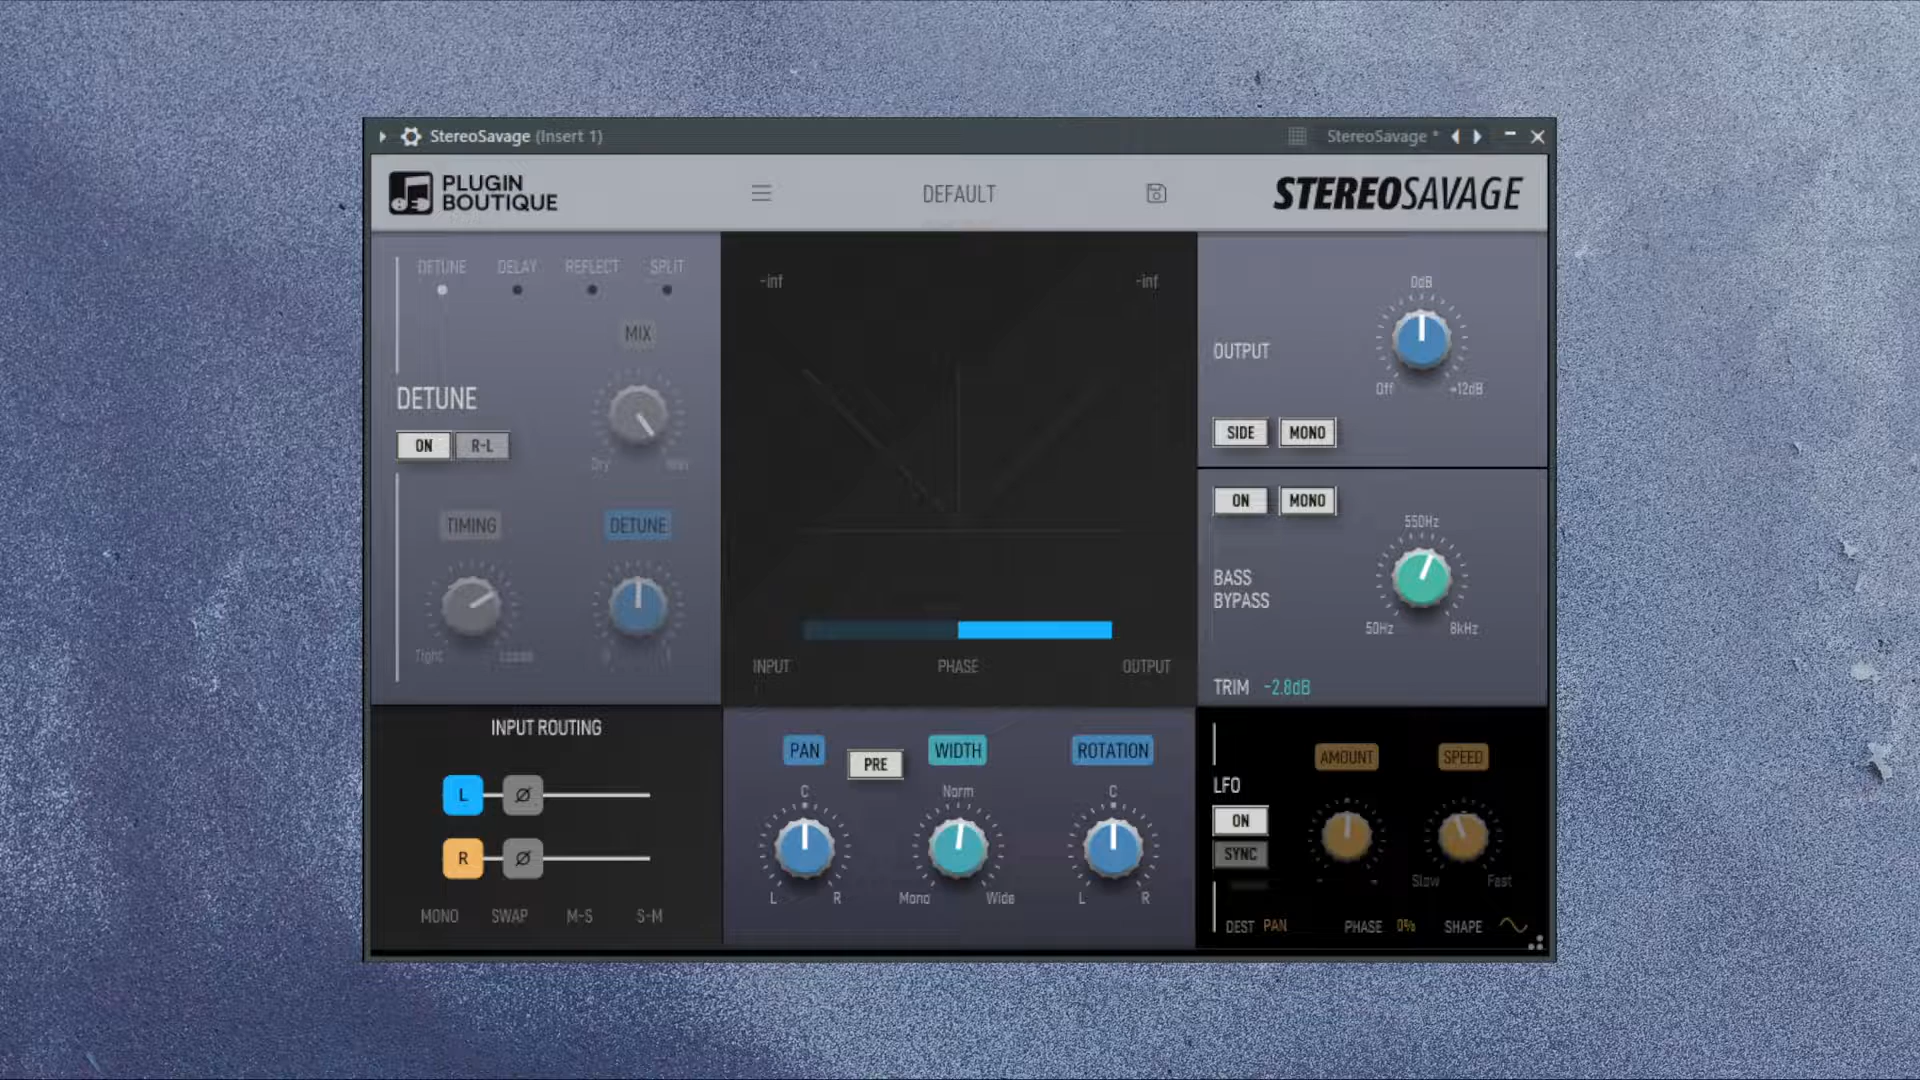 StereoSavage (Insert 1)
StereoSavage *
PLUGIN
BOUTIQUE
DEFAULT
STEREOSAVAGE
DETUNE DELAY REFLECT SPLIT
MIX
DETUNE
ON R-L
Dry Wet
TIMING DETUNE
Tight Loose
-inf -inf
INPUT PHASE OUTPUT
0dB
OUTPUT
Off +12dB
SIDE MONO
ON MONO
550Hz
BASS
BYPASS
50Hz 8kHz
TRIM -2.8dB
INPUT ROUTING
L Ø
R Ø
MONO SWAP M-S S-M
PAN PRE WIDTH ROTATION
C Norm C
L R Mono Wide L R
AMOUNT SPEED
LFO
ON
SYNC
- - Slow Fast
DEST PAN PHASE 0% SHAPE